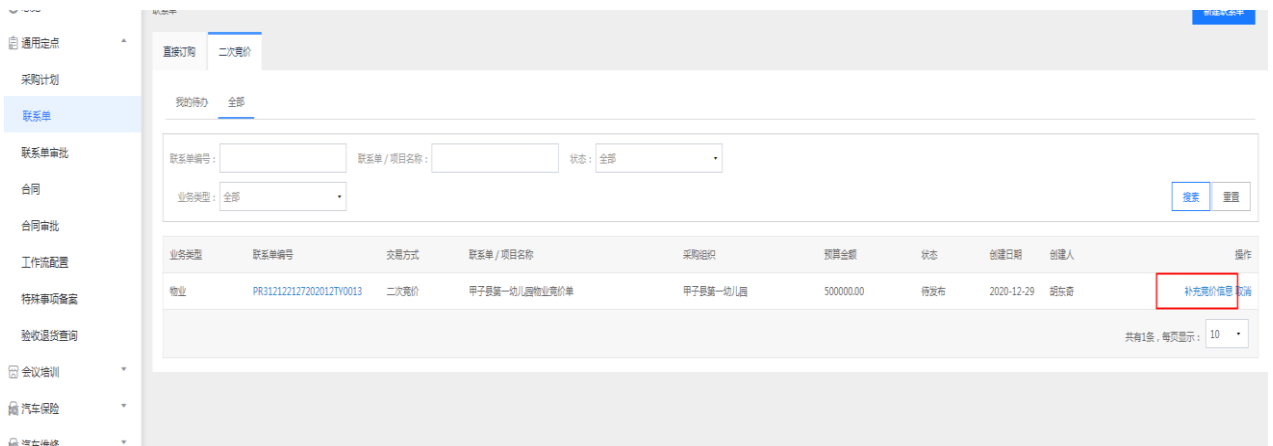 联系单
新建联系单
通用定点
采购计划
联系单
联系单审批
合同
合同审批
工作流配置
特殊事项备案
验收退货查询
会议培训
汽车保险
汽车维修
直接订购 二次竞价
我的待办 全部
联系单编号： 联系单 / 项目名称： 状态： 全部
业务类型： 全部 搜索 重置
业务类型 联系单编号 交易方式 联系单 / 项目名称 采购组织 预算金额 状态 创建日期 创建人 操作
物业 PR312122127202012TY0013 二次竞价 甲子县第一幼儿园物业竞价单 甲子县第一幼儿园 500000.00 待发布 2020-12-29 胡东奇 补充竞价信息 取消
共有1条，每页显示： 10